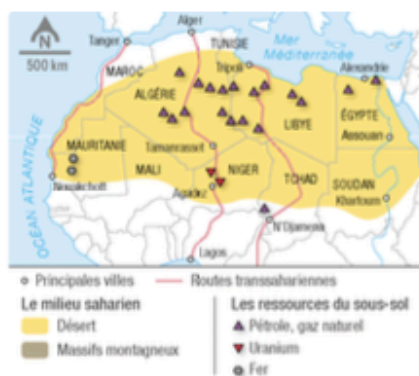 N
500 km
Alger
Tanger
TUNISIE
Mer
Méditerranée
MAROC
Tripoli
Alexandrie
ALGÉRIE
LIBYE
ÉGYPTE
Assouan
MAURITANIE
Tamanrasset
Nouakchott
MALI
NIGER
TCHAD
SOUDAN
Agadez
Khartoum
OCÉAN ATLANTIQUE
N'Djamena
Lagos
Principales villes
Routes transsahariennes
Le milieu saharien
Désert
Massifs montagneux
Les ressources du sous-sol
Pétrole, gaz naturel
Uranium
Fer